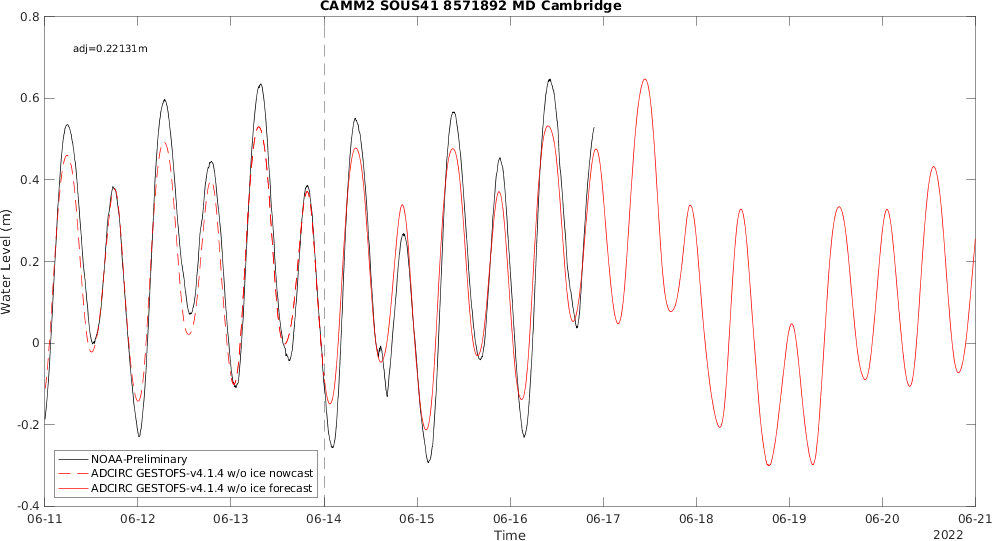 CAMM2 SOUS41 8571892 MD Cambridge
0.8
adj=0.22131m
0.6
0.4
0.2
0
-0.2
-0.4
Water Level (m)
NOAA-Preliminary
ADCIRC GESTOFS-v4.1.4 w/o ice nowcast
ADCIRC GESTOFS-v4.1.4 w/o ice forecast
06-11 06-12 06-13 06-14 06-15 06-16 06-17 06-18 06-19 06-20 06-21
Time
2022